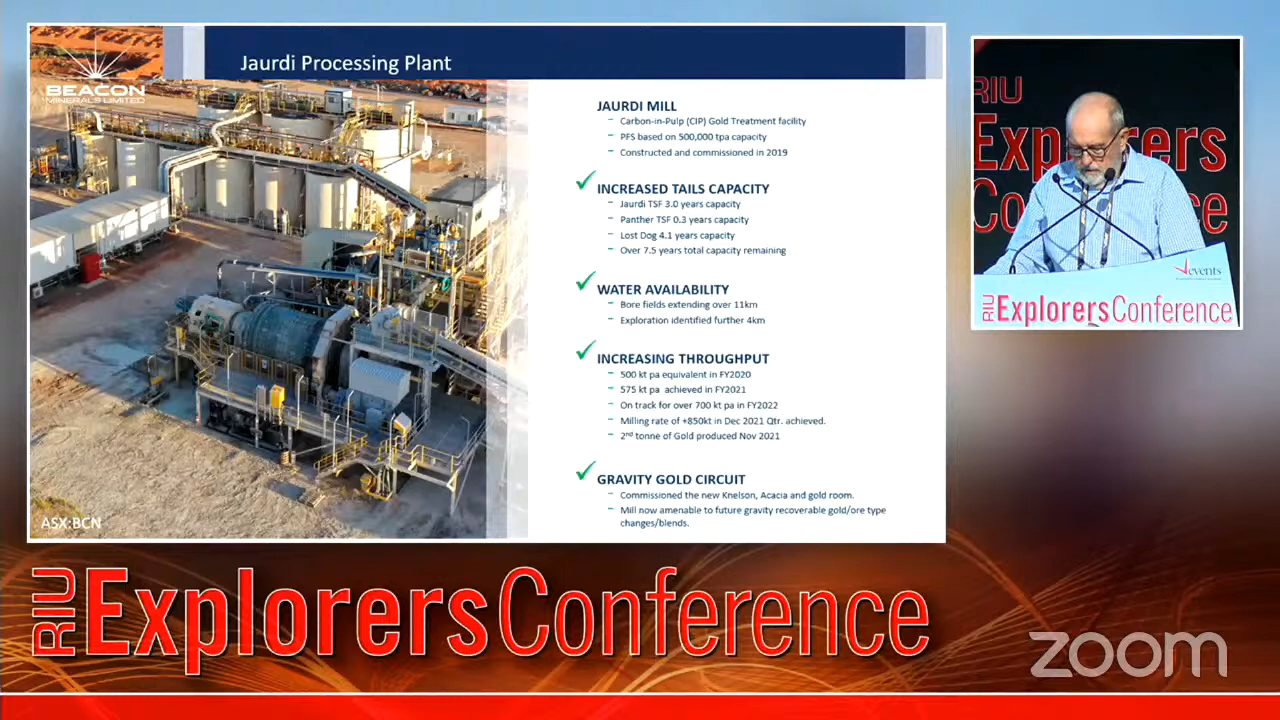 Jaurdi Processing Plant
BEACON
MINERALS LIMITED
JAURDI MILL
- Carbon-in-Pulp (CIP) Gold Treatment facility
- PFS based on 500,000 tpa capacity
- Constructed and commissioned in 2019
✓ INCREASED TAILS CAPACITY
- Jaurdi TSF 3.0 years capacity
- Panther TSF 0.3 years capacity
- Lost Dog 4.1 years capacity
- Over 7.5 years total capacity remaining
✓ WATER AVAILABILITY
- Bore fields extending over 11km
- Exploration identified further 4km
✓ INCREASING THROUGHPUT
- 500 kt pa equivalent in FY2020
- 575 kt pa achieved in FY2021
- On track for over 700 kt pa in FY2022
- Milling rate of +850kt in Dec 2021 Qtr. achieved.
- 2nd tonne of Gold produced Nov 2021
✓ GRAVITY GOLD CIRCUIT
- Commissioned the new Knelson, Acacia and gold room.
- Mill now amenable to future gravity recoverable gold/ore type
changes/blends.
ASX:BCN
RIU
Explorers
Co
ce
events
RIU ExplorersConference
RIU ExplorersConference
zoom